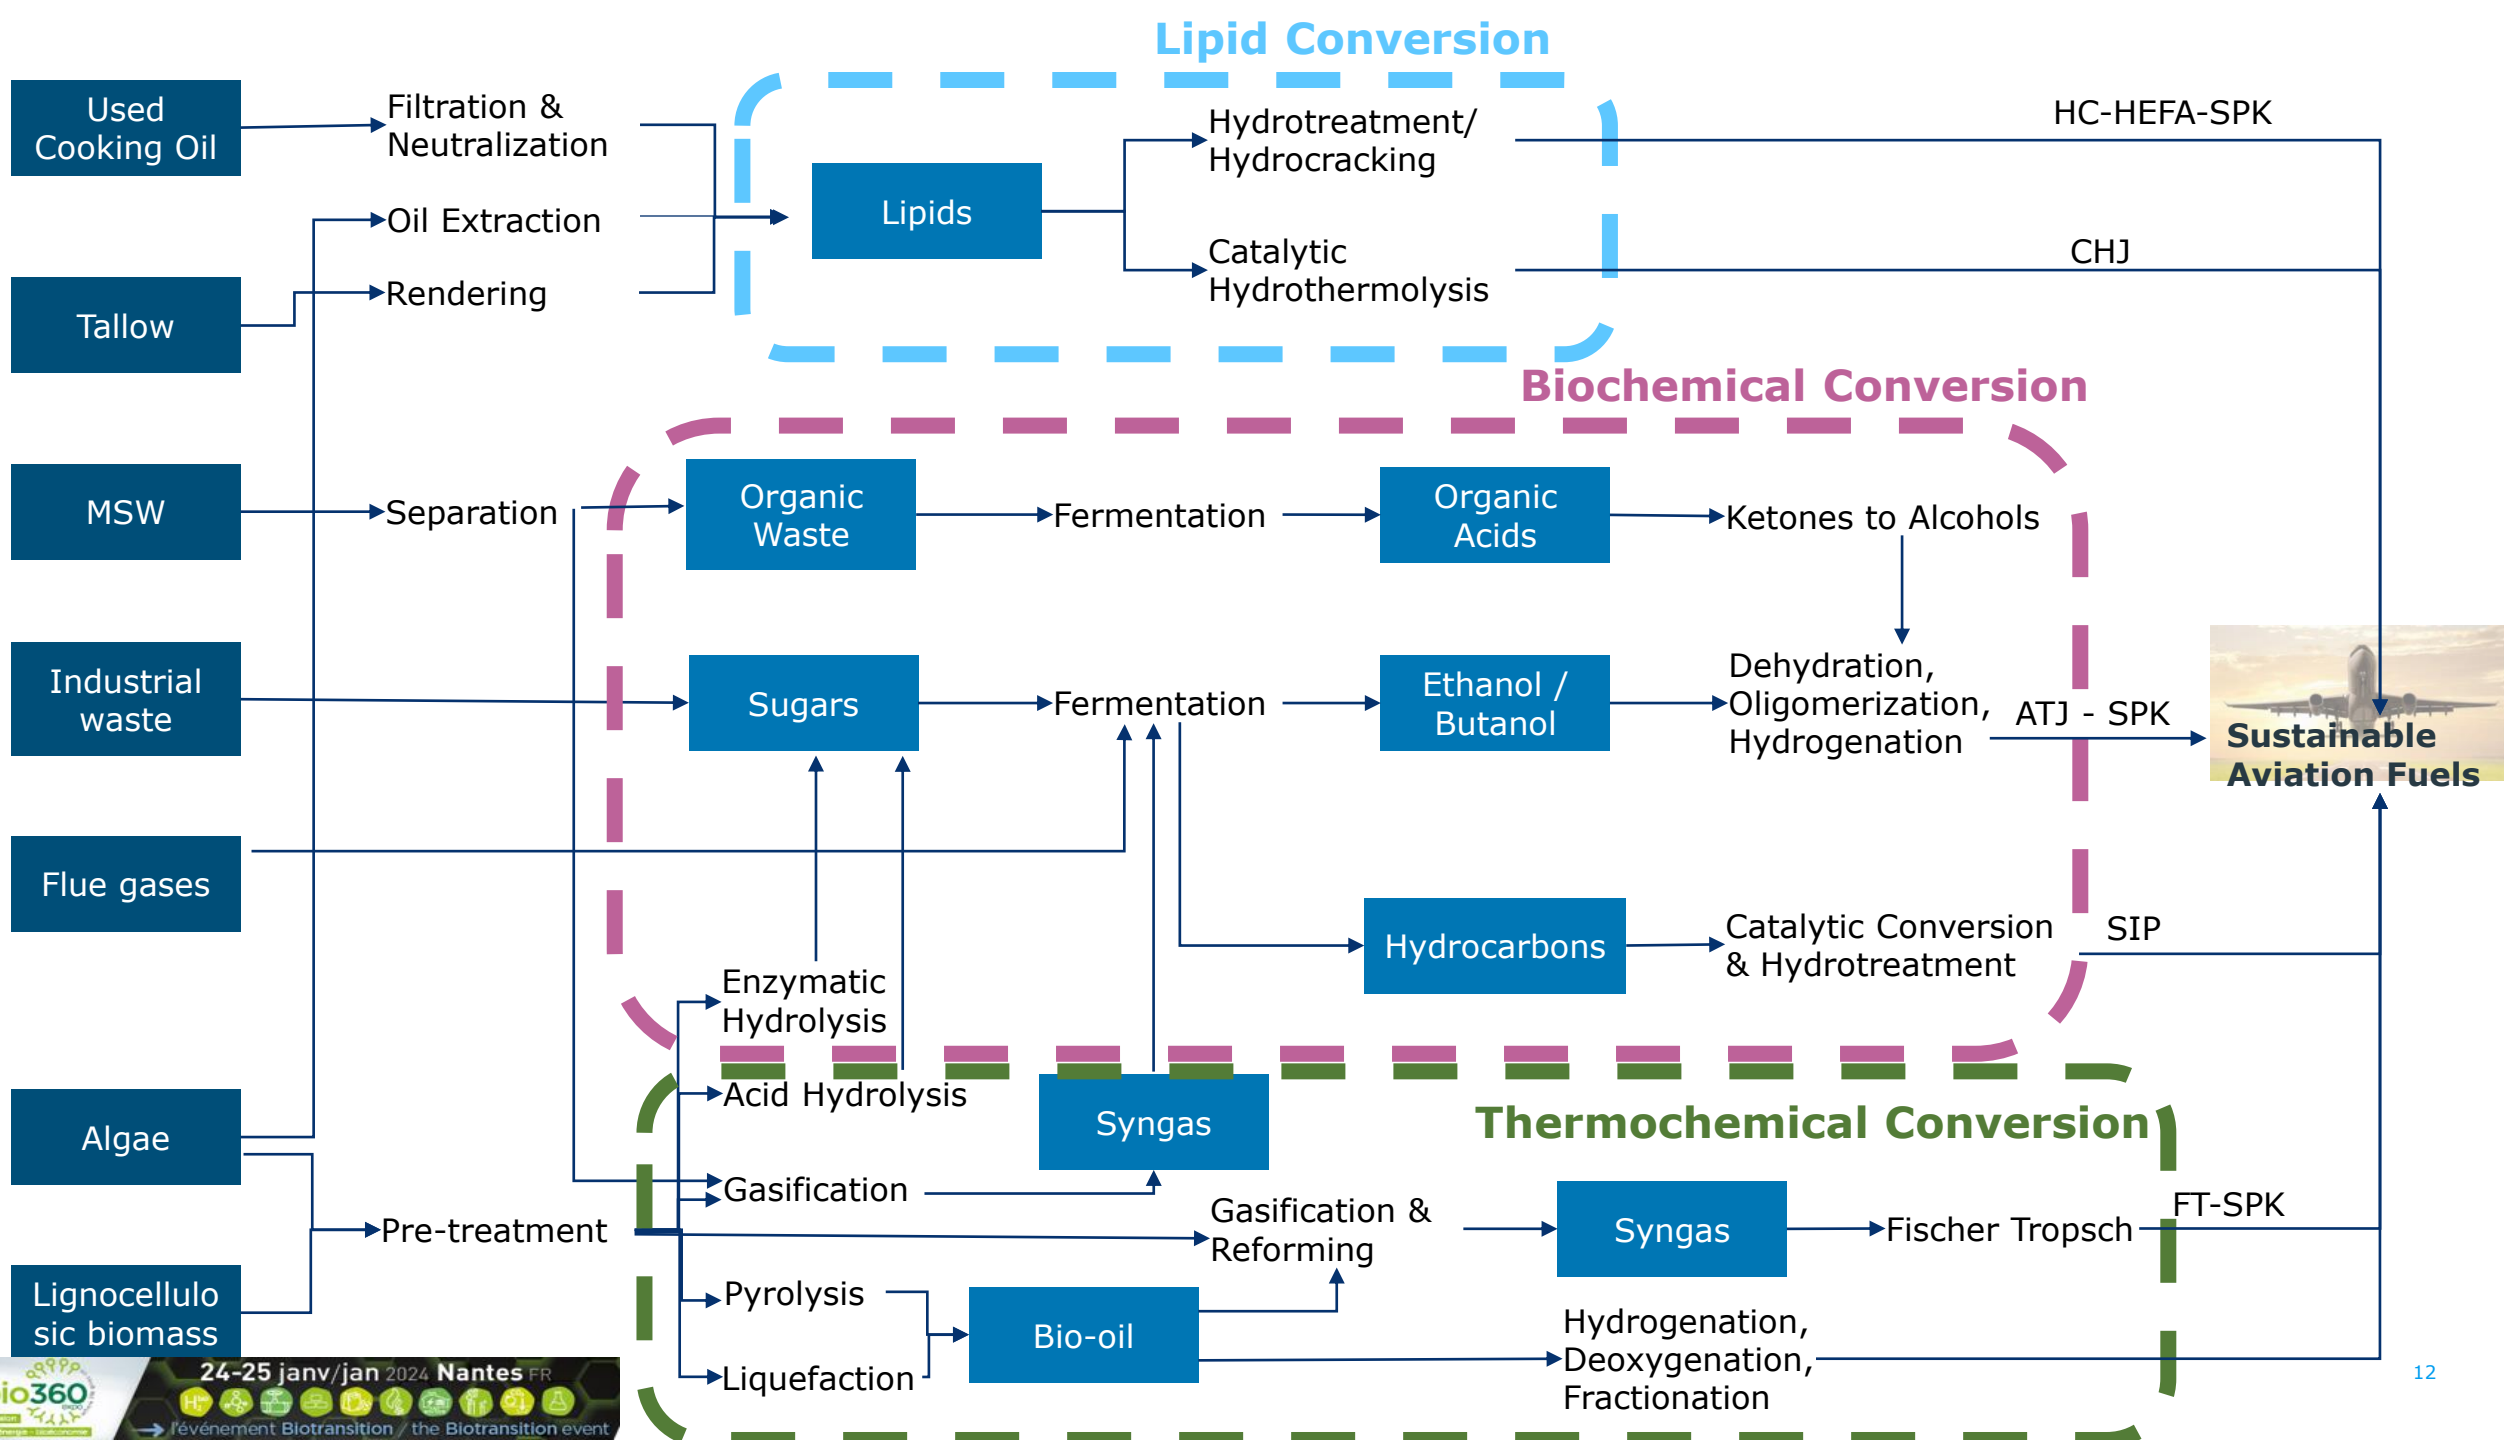 Lipid Conversion
Used
Cooking Oil
Filtration &
Neutralization
Hydrotreatment/
Hydrocracking
HC-HEFA-SPK
Lipids
Oil Extraction
Catalytic
Hydrothermolysis
CHJ
Tallow
Rendering
Biochemical Conversion
MSW
Separation
Organic
Waste
Fermentation
Organic
Acids
Ketones to Alcohols
Industrial
waste
Sugars
Fermentation
Ethanol /
Butanol
Dehydration,
Oligomerization,
Hydrogenation
ATJ - SPK
Sustainable
Aviation Fuels
Flue gases
Hydrocarbons
Catalytic Conversion
& Hydrotreatment
SIP
Enzymatic
Hydrolysis
Acid Hydrolysis
Syngas
Thermochemical Conversion
Algae
Gasification
Pre-treatment
Gasification &
Reforming
Syngas
Fischer Tropsch
FT-SPK
Lignocellulo
sic biomass
Pyrolysis
Bio-oil
Liquefaction
Hydrogenation,
Deoxygenation,
Fractionation
io360
expo
24-25 janv/jan 2024 Nantes FR
l'événement Biotransition / the Biotransition event
12